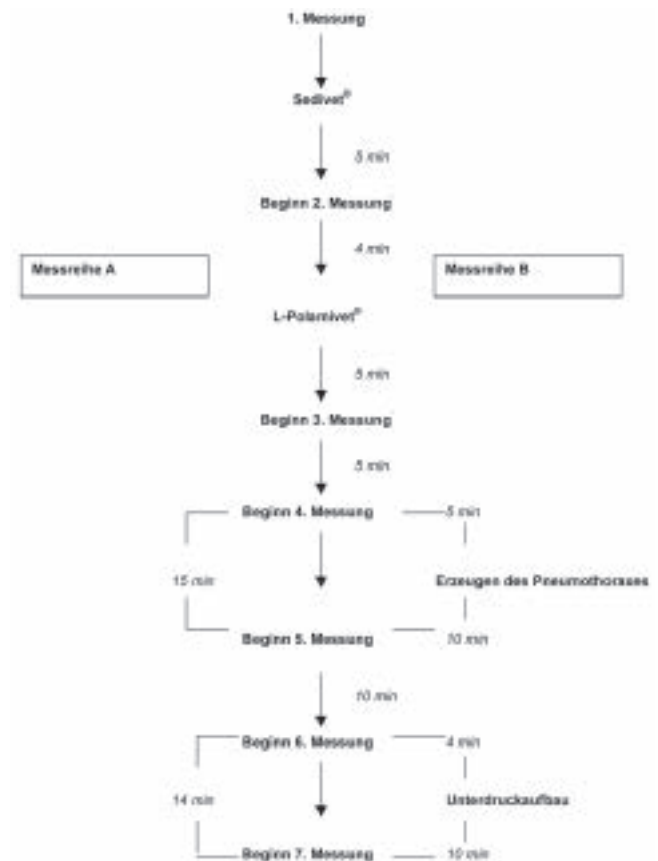 1. Messung
Sedivet®
5 min
Beginn 2. Messung
4 min
Messreihe A
Messreihe B
L-Polamivet®
5 min
Beginn 3. Messung
5 min
Beginn 4. Messung
5 min
15 min
Erzeugen des Pneumothoraxes
Beginn 5. Messung
10 min
10 min
Beginn 6. Messung
4 min
14 min
Unterdruckaufbau
Beginn 7. Messung
10 min